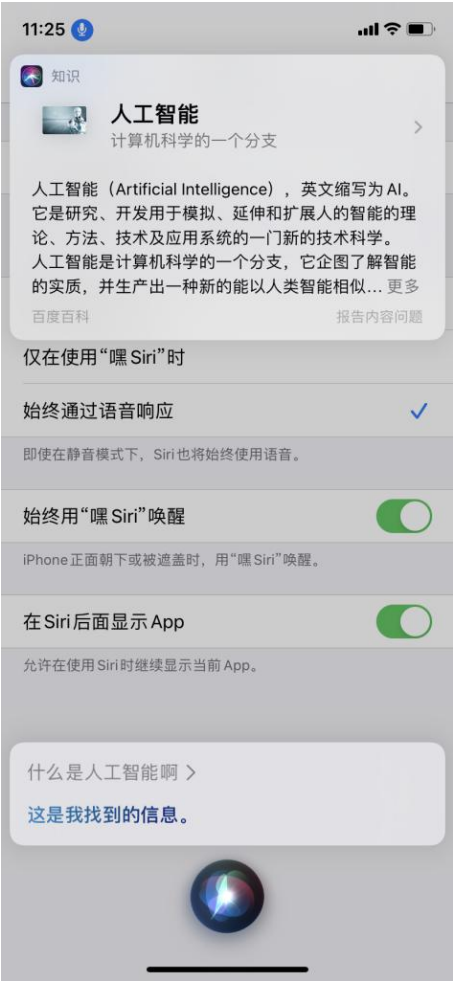 11:25
知识
人工智能
计算机科学的一个分支
人工智能（Artificial Intelligence），英文缩写为 AI。
它是研究、开发用于模拟、延伸和扩展人的智能的理
论、方法、技术及应用系统的一门新的技术科学。
人工智能是计算机科学的一个分支，它企图了解智能
的实质，并生产出一种新的能以人类智能相似... 更多
百度百科 报告内容问题
仅在使用“嘿 Siri”时
始终通过语音响应
即使在静音模式下，Siri 也将始终使用语音。
始终用“嘿 Siri”唤醒
iPhone 正面朝下或被遮盖时，用“嘿 Siri”唤醒。
在 Siri 后面显示 App
允许在使用 Siri 时继续显示当前 App。
什么是人工智能啊
这是我找到的信息。